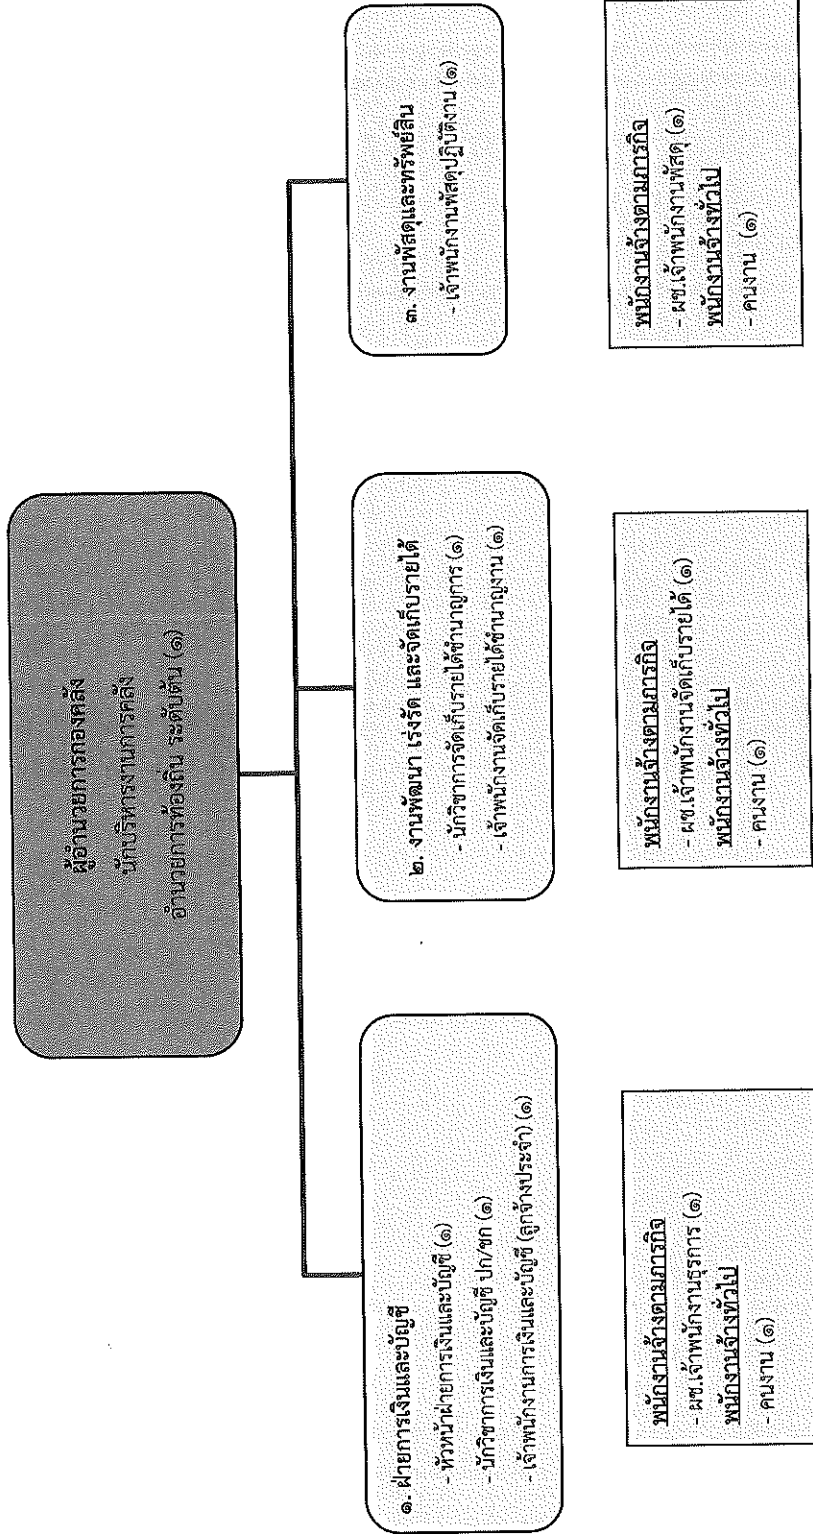 ผู้อำนวยการกองคลัง
นักบริหารงานการคลัง
อำนวยการท้องถิ่น ระดับต้น (๑)
๑. ฝ่ายการเงินและบัญชี
- หัวหน้าฝ่ายการเงินและบัญชี (๑)
- นักวิชาการเงินและบัญชี ปก/ชก (๑)
- เจ้าพนักงานการเงินและบัญชี (ลูกจ้างประจำ) (๑)
๒. งานพัฒนา เร่งรัด และจัดเก็บรายได้
- นักวิชาการจัดเก็บรายได้ชำนาญการ (๑)
- เจ้าพนักงานจัดเก็บรายได้ชำนาญงาน (๑)
๓. งานพัสดุและทรัพย์สิน
- เจ้าพนักงานพัสดุปฏิบัติงาน (๑)
พนักงานจ้างตามภารกิจ
- ผช.เจ้าพนักงานธุรการ (๑)
พนักงานจ้างทั่วไป
- คนงาน (๑)
พนักงานจ้างตามภารกิจ
- ผช.เจ้าพนักงานจัดเก็บรายได้ (๑)
พนักงานจ้างทั่วไป
- คนงาน (๑)
พนักงานจ้างตามภารกิจ
- ผช.เจ้าพนักงานพัสดุ (๑)
พนักงานจ้างทั่วไป
- คนงาน (๑)